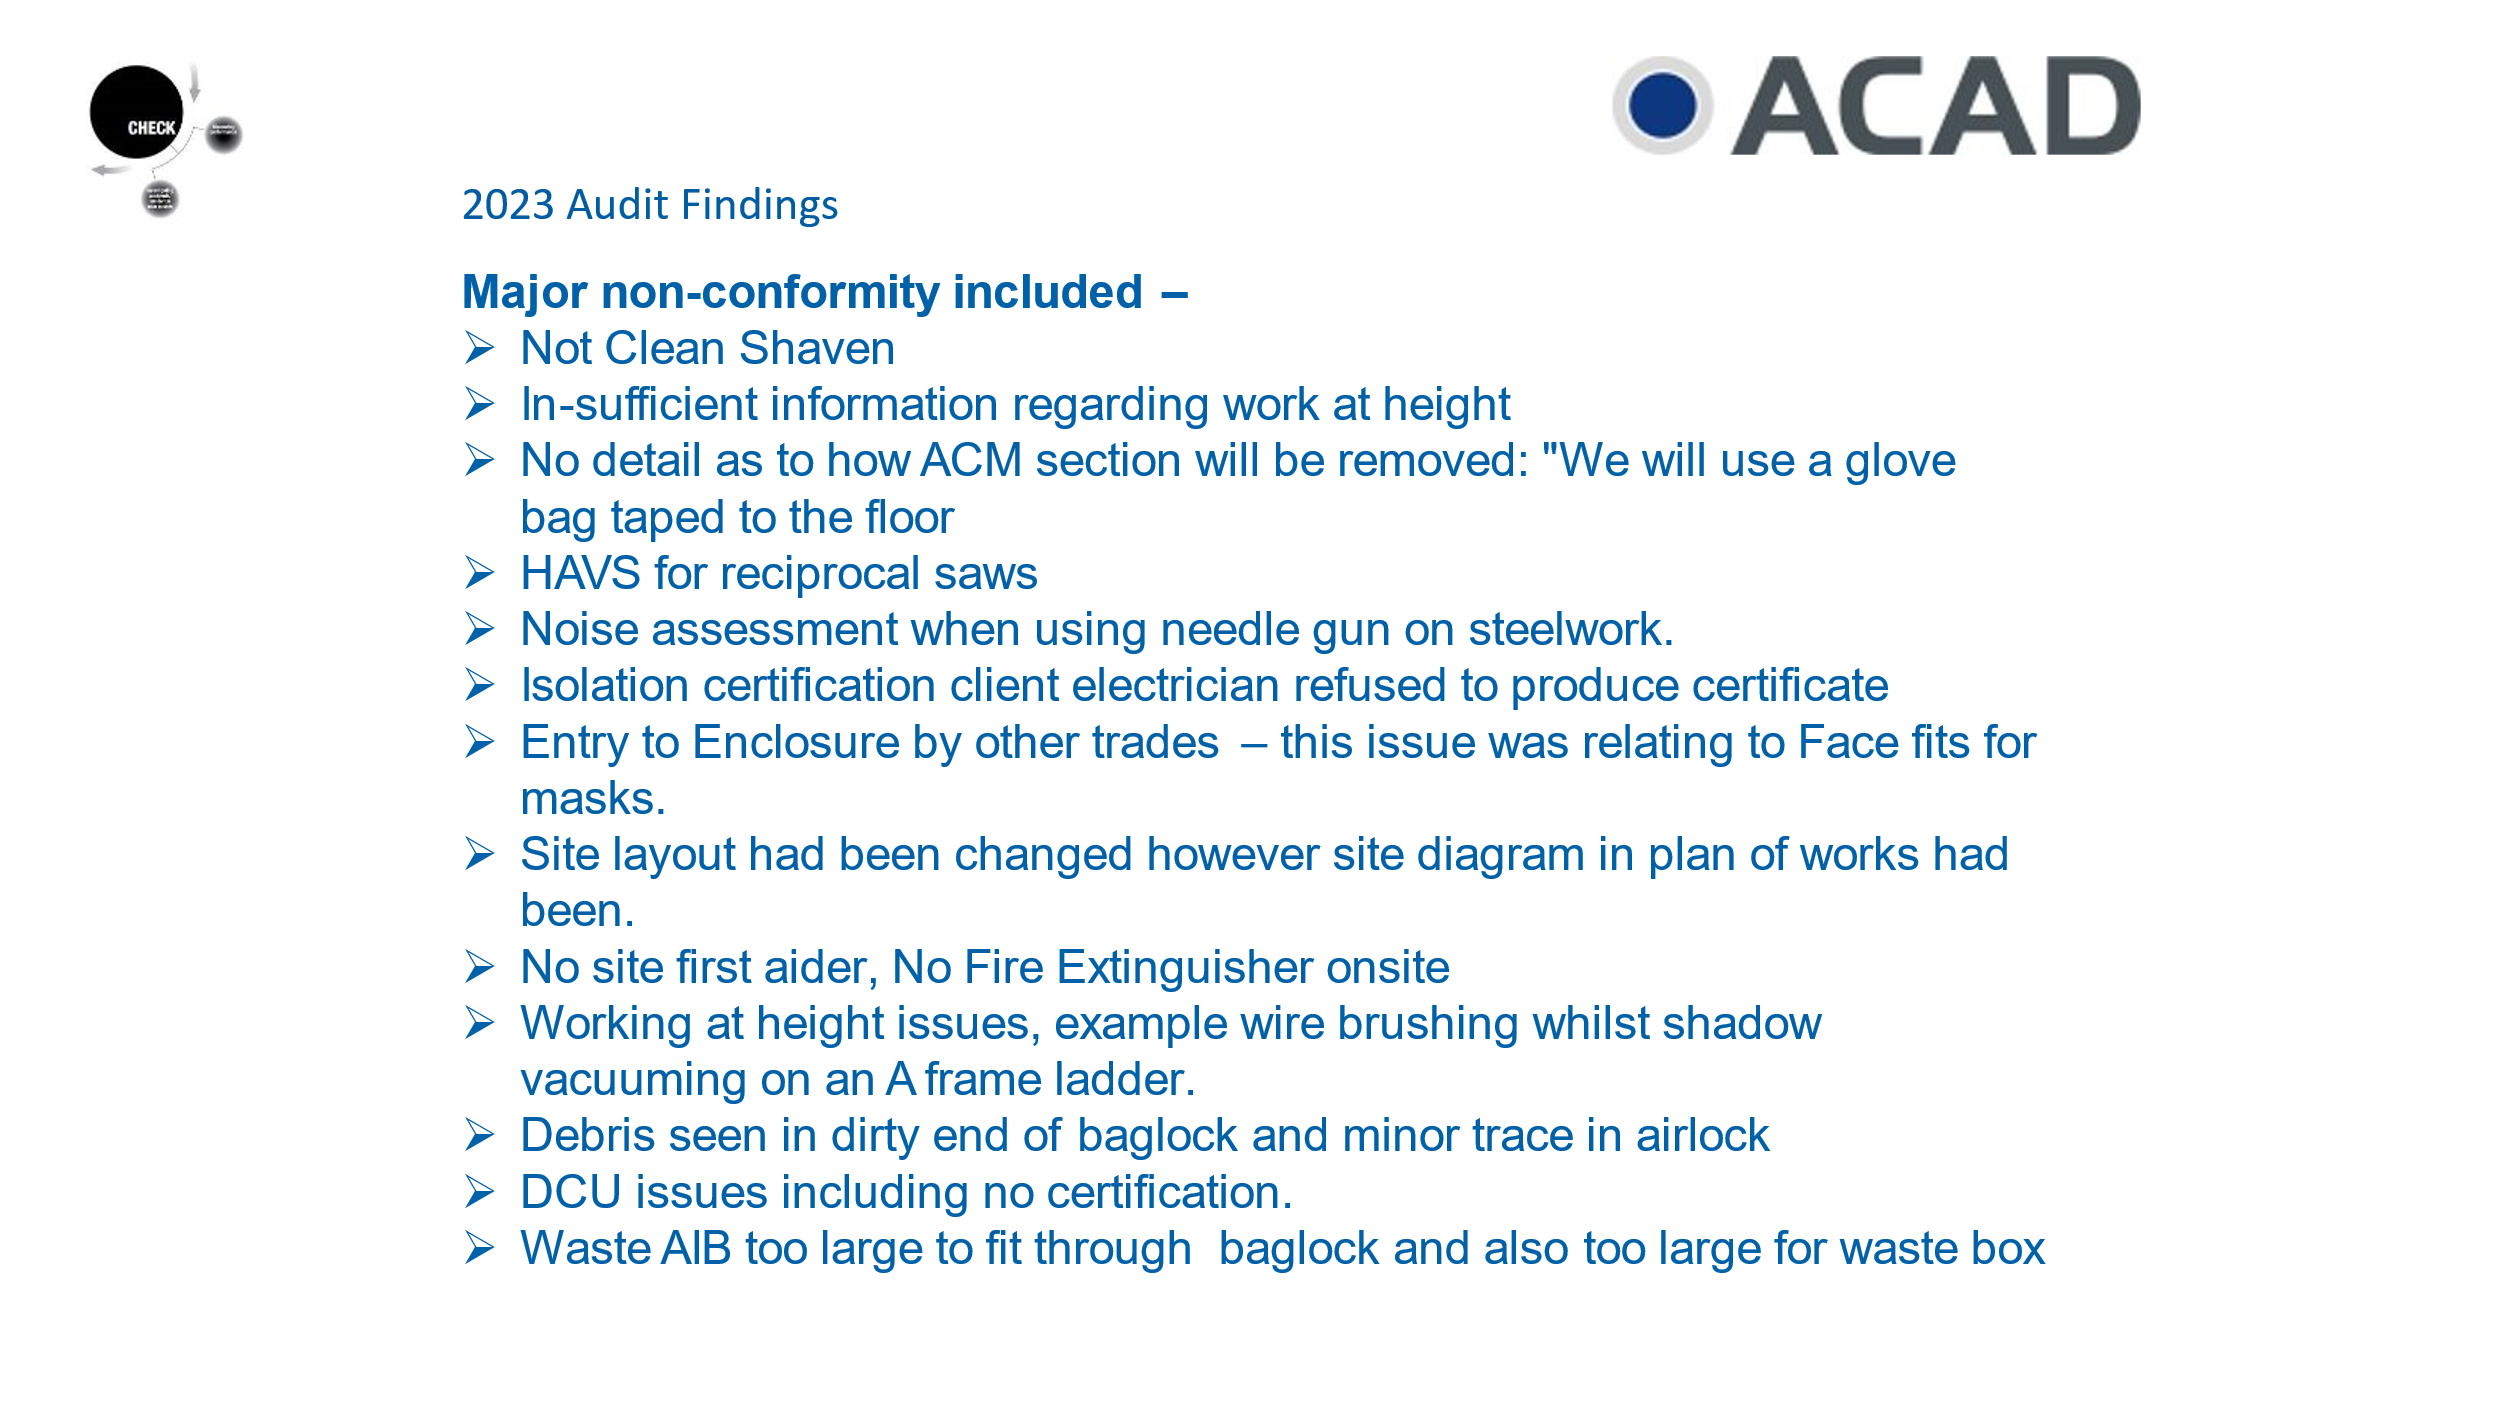 CHECK
ACAD
2023 Audit Findings
Major non-conformity included –
➢ Not Clean Shaven
➢ In-sufficient information regarding work at height
➢ No detail as to how ACM section will be removed: "We will use a glove
bag taped to the floor
➢ HAVS for reciprocal saws
➢ Noise assessment when using needle gun on steelwork.
➢ Isolation certification client electrician refused to produce certificate
➢ Entry to Enclosure by other trades – this issue was relating to Face fits for
masks.
➢ Site layout had been changed however site diagram in plan of works had
been.
➢ No site first aider, No Fire Extinguisher onsite
➢ Working at height issues, example wire brushing whilst shadow
vacuuming on an A frame ladder.
➢ Debris seen in dirty end of baglock and minor trace in airlock
➢ DCU issues including no certification.
➢ Waste AIB too large to fit through baglock and also too large for waste box